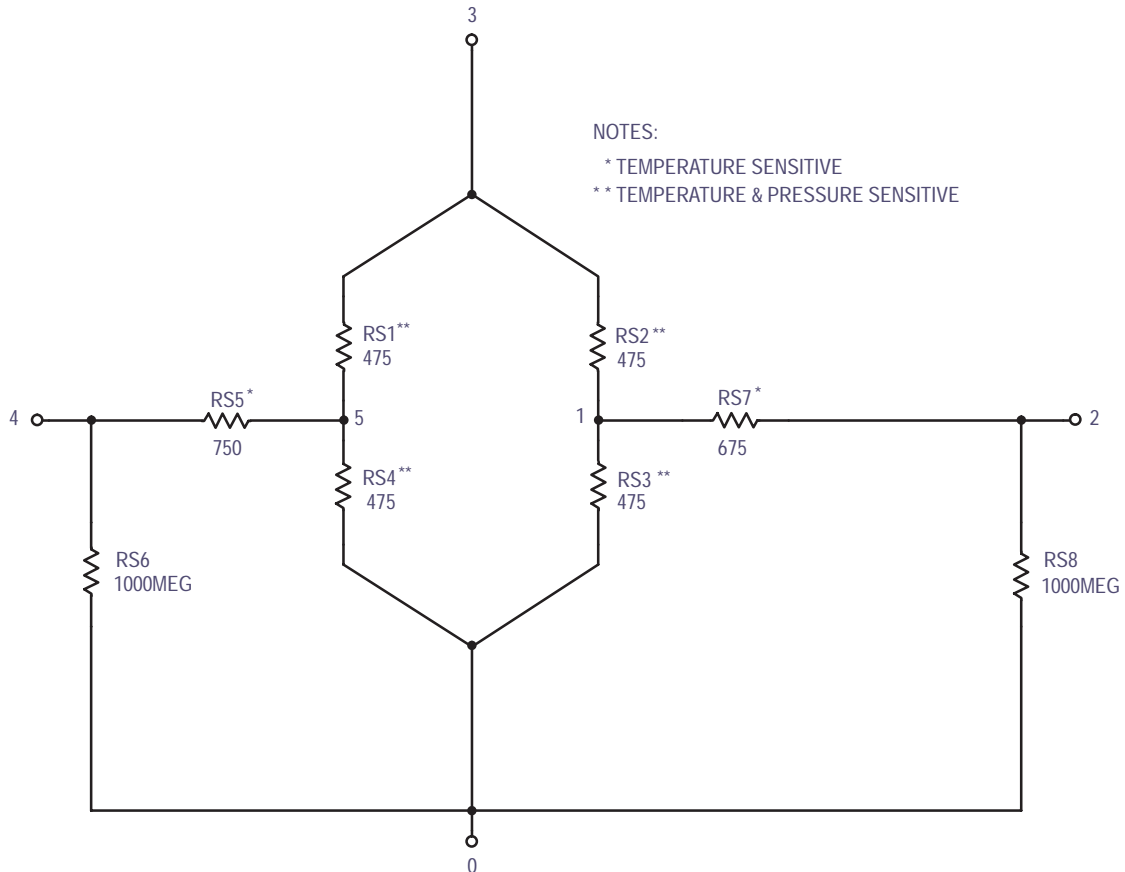 3
NOTES:
* TEMPERATURE SENSITIVE
* * TEMPERATURE & PRESSURE SENSITIVE
RS1**
475
RS2**
475
4
RS5*
750
5
1
RS7*
675
2
RS4**
475
RS3 **
475
RS6
1000MEG
RS8
1000MEG
0